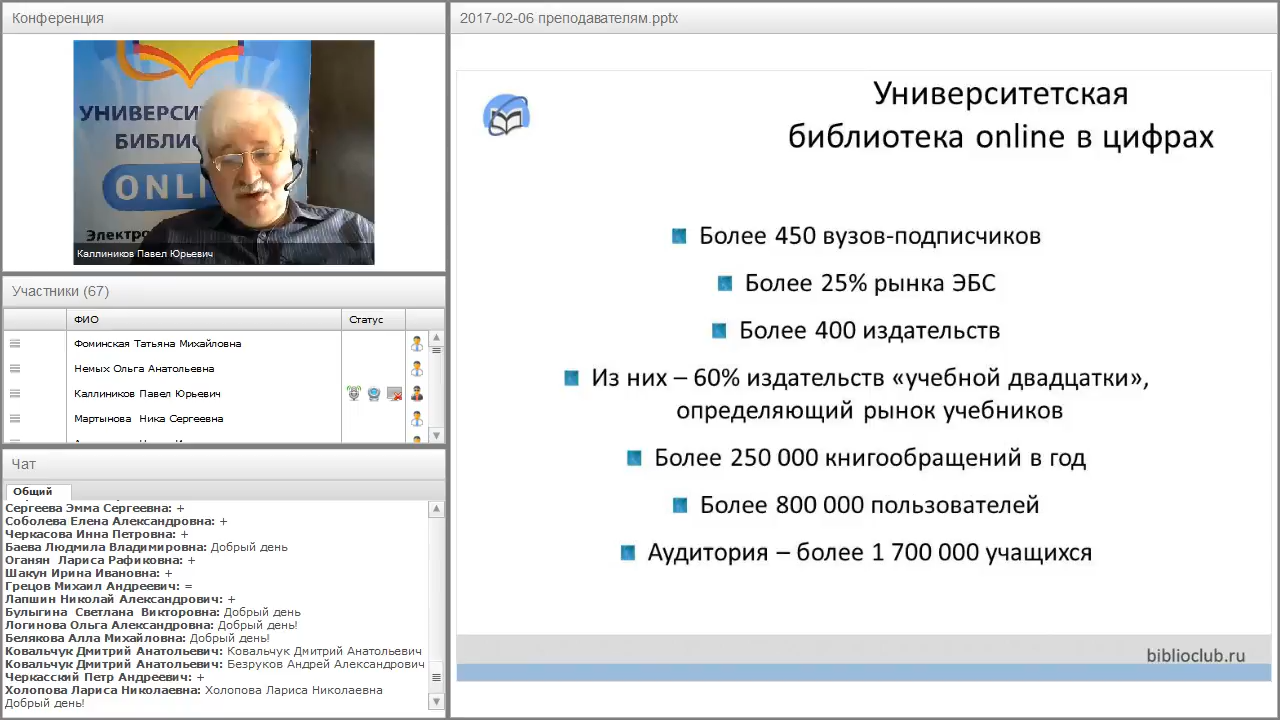 Конференция
УНИВЕРСИ
БИБЛИО
ONLI
Электро
Каллиников Павел Юрьевич
Участники (67)
ФИО Статус
Фоминская Татьяна Михайловна
Немых Ольга Анатольевна
Каллиников Павел Юрьевич
Мартынова Ника Сергеевна
Чат
Общий
Сергеева Эмма Сергеевна: +
Соболева Елена Александровна: +
Черкасова Инна Петровна: +
Баева Людмила Владимировна: Добрый день
Оганян Лариса Рафиковна: +
Шакун Ирина Ивановна: +
Грецов Михаил Андреевич: =
Лапшин Николай Александрович: +
Булыгина Светлана Викторовна: Добрый день
Логинова Ольга Александровна: Добрый день!
Белякова Алла Михайловна: Добрый день!
Ковальчук Дмитрий Анатольевич: Ковальчук Дмитрий Анатольевич
Ковальчук Дмитрий Анатольевич: Безруков Андрей Александрович
Черкасский Петр Андреевич: +
Холопова Лариса Николаевна: Холопова Лариса Николаевна
Добрый день!
2017-02-06 преподавателям.pptx
Университетская
библиотека online в цифрах
Более 450 вузов-подписчиков
Более 25% рынка ЭБС
Более 400 издательств
Из них – 60% издательств «учебной двадцатки»,
определяющий рынок учебников
Более 250 000 книгообращений в год
Более 800 000 пользователей
Аудитория – более 1 700 000 учащихся
biblioclub.ru